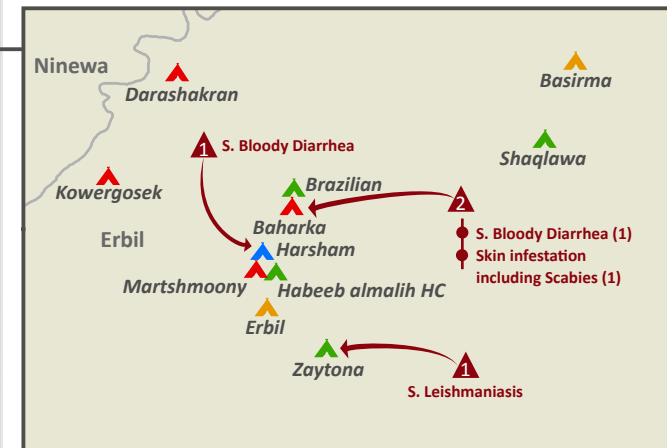 Ninewa
Basirma
Darashakran
1 S. Bloody Diarrhea
Shaqlawa
Kowergosek
Brazilian
2
Baharka
Erbil
S. Bloody Diarrhea (1)
Skin infestation
including Scabies (1)
Harsham
Martshmoony
Habeeb almalih HC
Erbil
Zaytona
1
S. Leishmaniasis